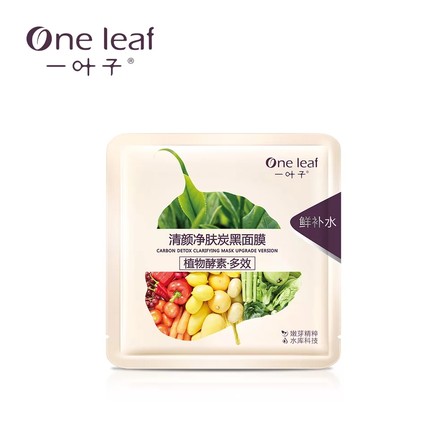 One leaf
一叶子®
One leaf
一叶子®
鲜补水
清颜净肤炭黑面膜
CARBON DETOX CLARIFYING MASK UPGRADE VERSION
植物酵素·多效
嫩芽精粹
水库科技